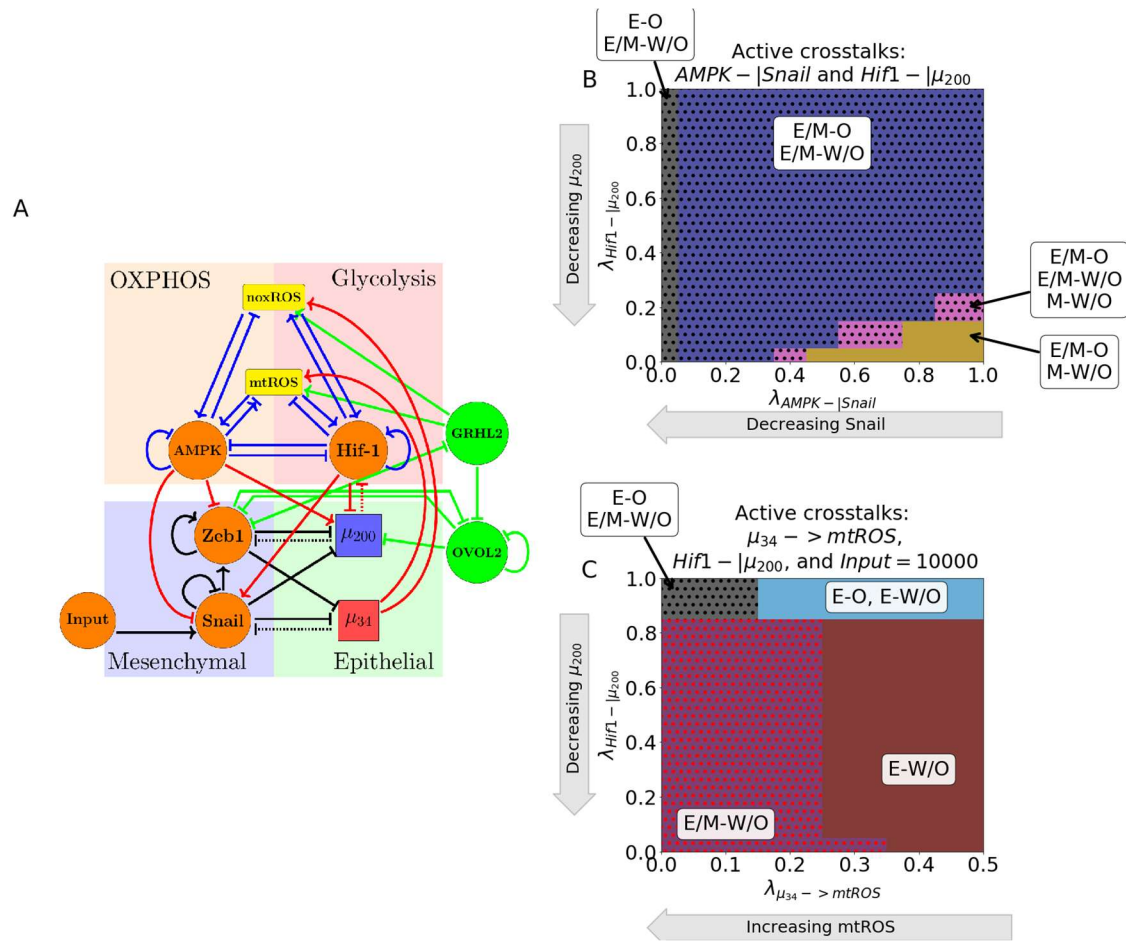 A
OXPHOS
Glycolysis
noxROS
mtROS
AMPK
Hif-1
GRHL2
Zeb1
μ200
OVOL2
Input
Snail
μ34
Mesenchymal
Epithelial
B
E-O
E/M-W/O
Active crosstalks:
AMPK−|Snail and Hif1−|μ200
Decreasing μ200
λHif1−|μ200
1.0
0.8
0.6
0.4
0.2
0.0
E/M-O
E/M-W/O
E/M-O
E/M-W/O
M-W/O
E/M-O
M-W/O
0.0 0.2 0.4 0.6 0.8 1.0
λAMPK−|Snail
Decreasing Snail
C
E-O
E/M-W/O
Active crosstalks:
μ34−>mtROS,
Hif1−|μ200, and Input=10000
Decreasing μ200
λHif1−|μ200
1.0
0.8
0.6
0.4
0.2
0.0
E-O, E-W/O
E-W/O
E/M-W/O
0.0 0.1 0.2 0.3 0.4 0.5
λμ34−>mtROS
Increasing mtROS